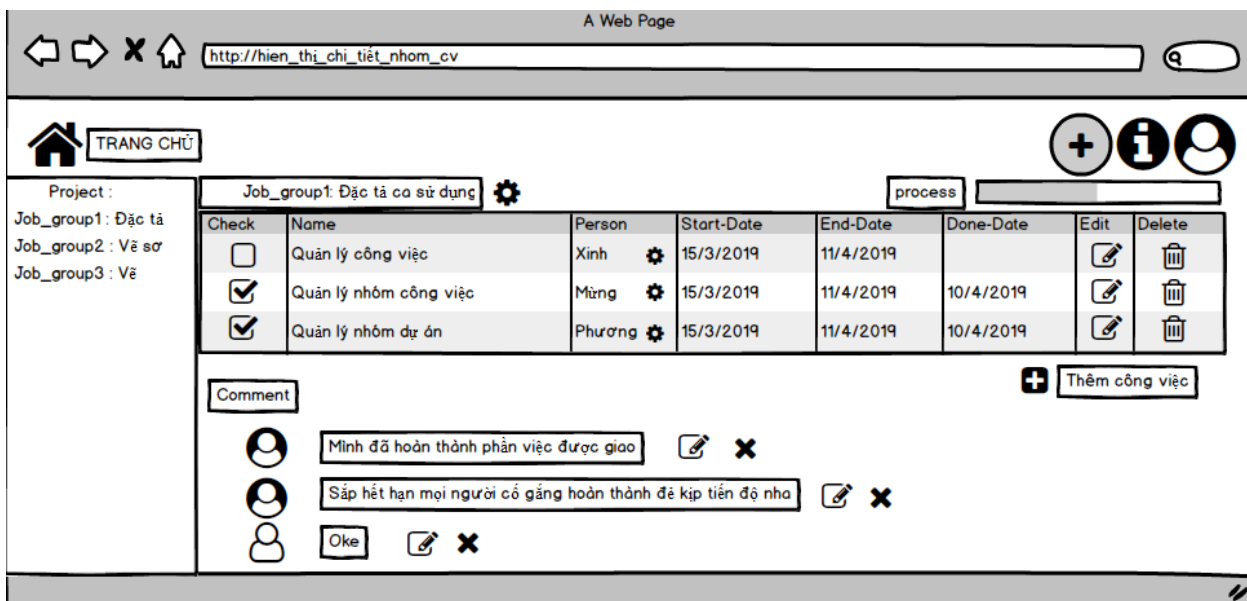 A Web Page
http://hien_thị_chi_tiết_nhom_cv
TRANG CHỦ
Project :
Job_group1 : Đặc tả
Job_group2 : Vẽ sơ
Job_group3 : Vẽ
Job_group1: Đặc tả ca sử dụng
process
Check Name Person Start-Date End-Date Done-Date Edit Delete
Quản lý công việc Xinh 15/3/2019 11/4/2019
Quản lý nhóm công việc Mừng 15/3/2019 11/4/2019 10/4/2019
Quản lý nhóm dự án Phương 15/3/2019 11/4/2019 10/4/2019
Thêm công việc
Comment
Mình đã hoàn thành phần việc được giao
Sắp hết hạn mọi người cố gắng hoàn thành đẻ kịp tiến độ nha
Oke